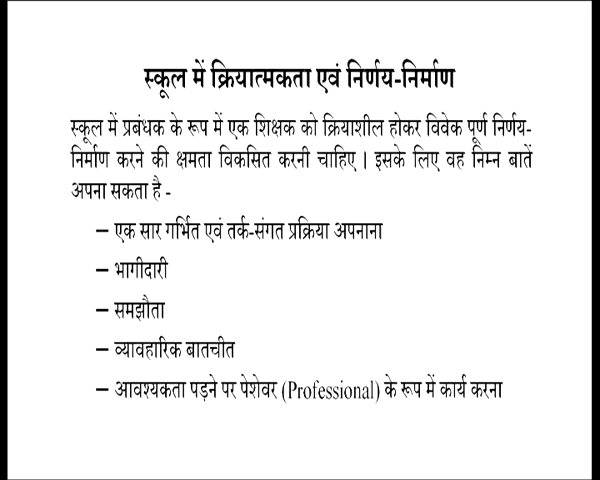 स्कूल में क्रियात्मकता एवं निर्णय-निर्माण
स्कूल में प्रबंधक के रूप में एक शिक्षक को क्रियाशील होकर विवेक पूर्ण निर्णय-
निर्माण करने की क्षमता विकसित करनी चाहिए। इसके लिए वह निम्न बातें
अपना सकता है -
– एक सार गर्भित एवं तर्क-संगत प्रक्रिया अपनाना
– भागीदारी
– समझौता
– व्यावहारिक बातचीत
– आवश्यकता पड़ने पर पेशेवर (Professional) के रूप में कार्य करना